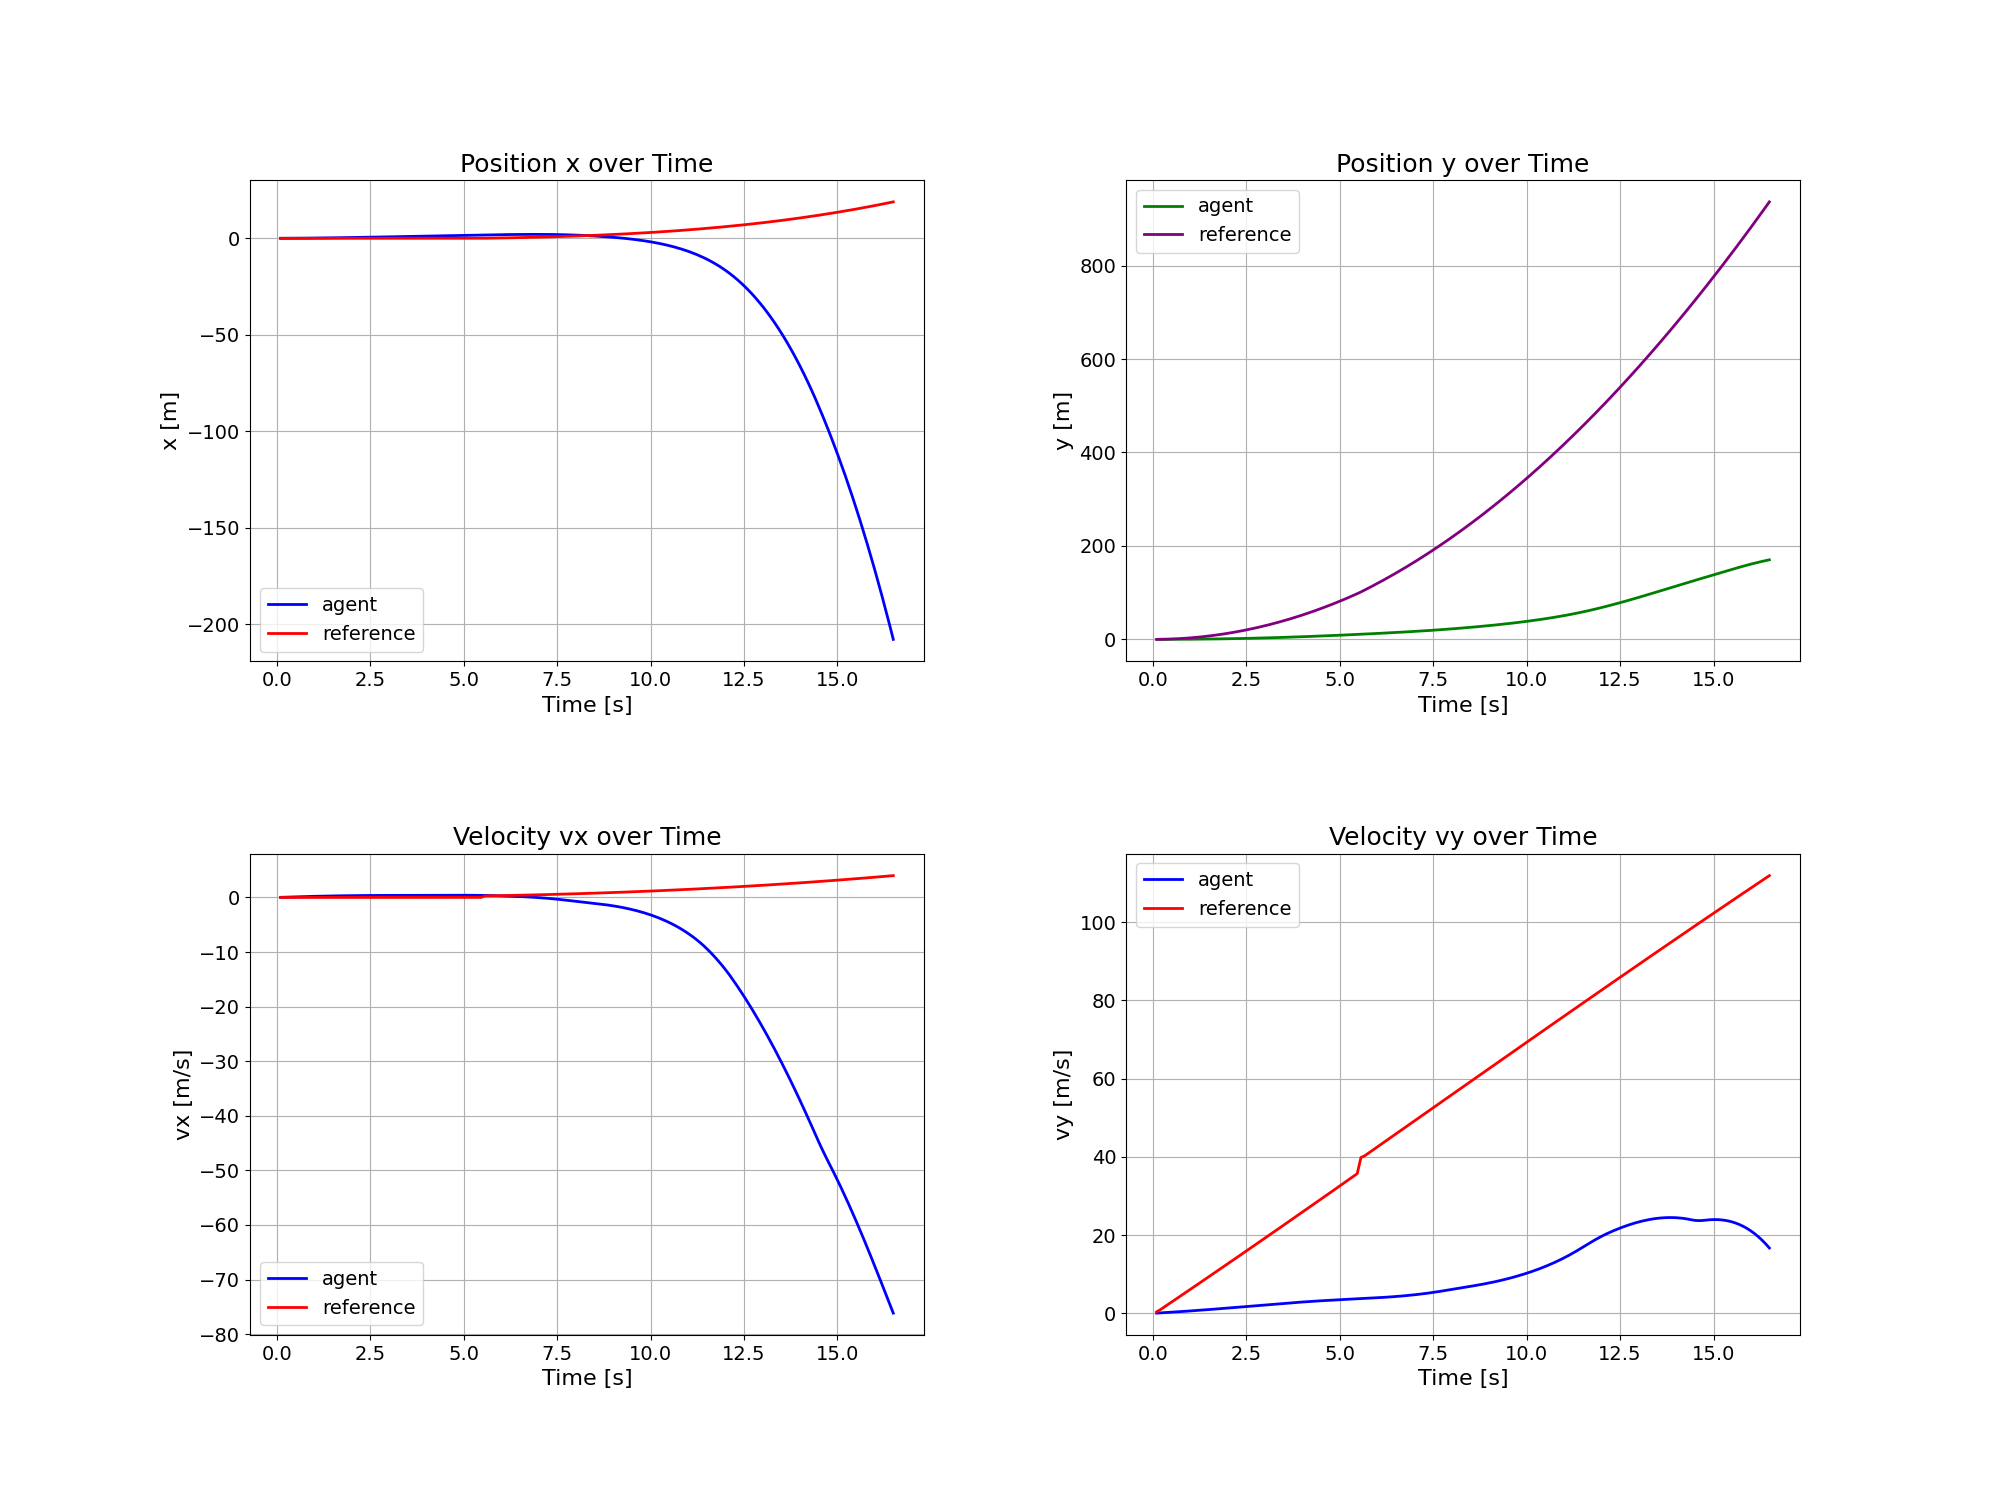 Position x over Time
x [m]
0
−50
−100
−150
−200
agent
reference
0.0 2.5 5.0 7.5 10.0 12.5 15.0
Time [s]
Position y over Time
y [m]
agent
reference
800
600
400
200
0
0.0 2.5 5.0 7.5 10.0 12.5 15.0
Time [s]
Velocity vx over Time
vx [m/s]
0
−10
−20
−30
−40
−50
−60
−70
−80
agent
reference
0.0 2.5 5.0 7.5 10.0 12.5 15.0
Time [s]
Velocity vy over Time
vy [m/s]
agent
reference
100
80
60
40
20
0
0.0 2.5 5.0 7.5 10.0 12.5 15.0
Time [s]